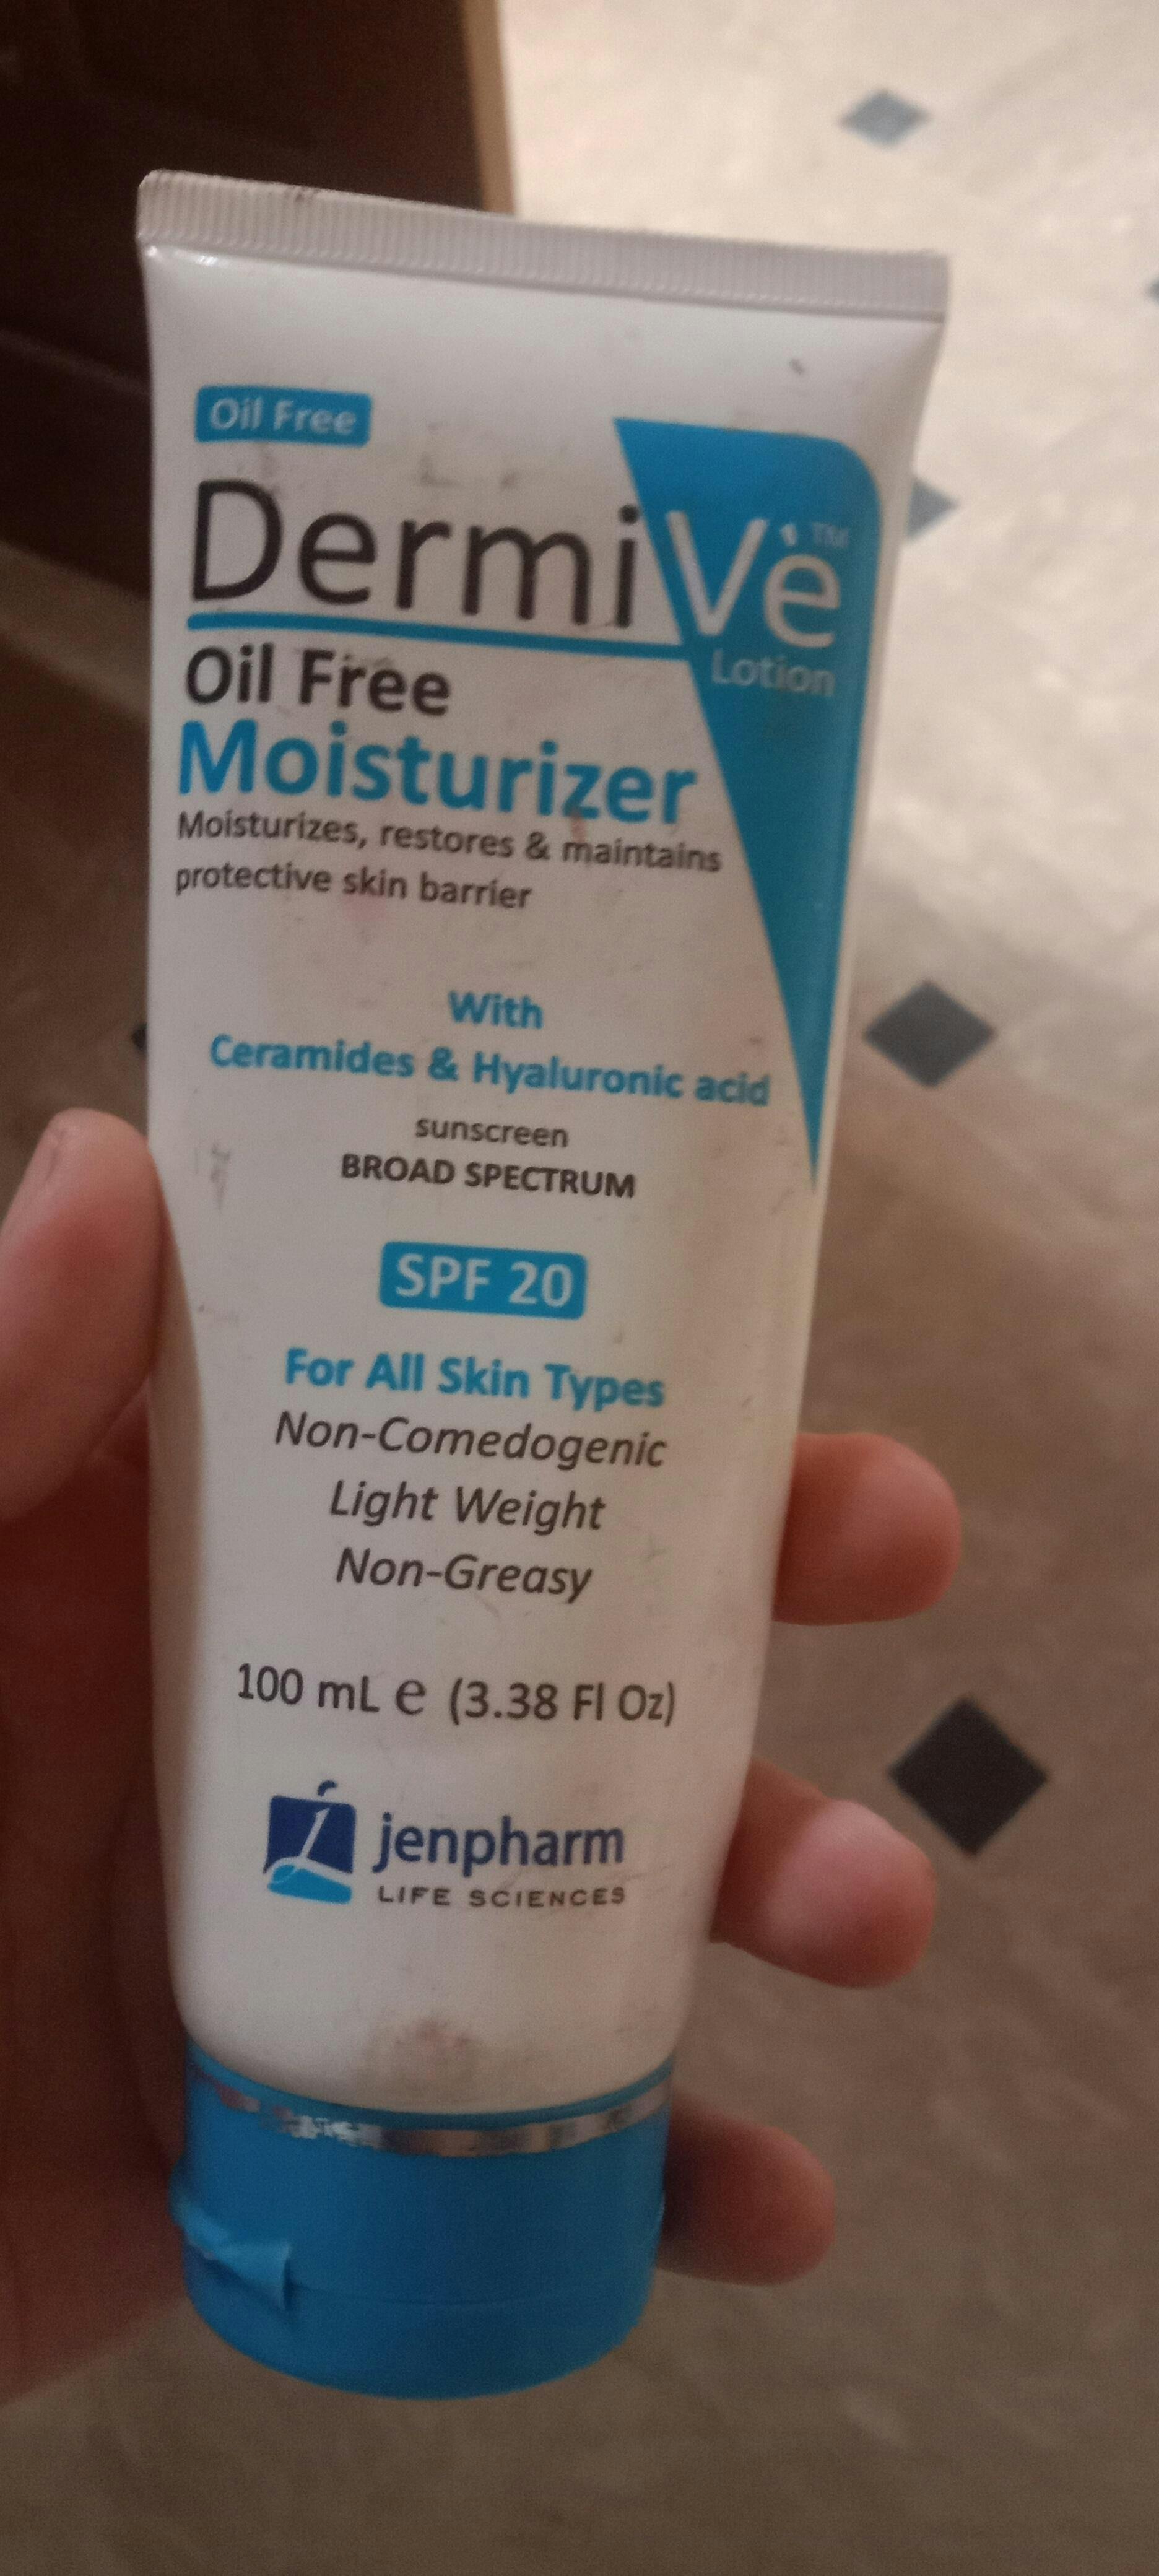 Oil Free
DermiVe™
Lotion
Oil Free
Moisturizer
Moisturizes, restores & maintains
protective skin barrier
With
Ceramides & Hyaluronic acid
sunscreen
BROAD SPECTRUM
SPF 20
For All Skin Types
Non-Comedogenic
Light Weight
Non-Greasy
100 mL e (3.38 Fl Oz)
jenpharm
LIFE SCIENCES